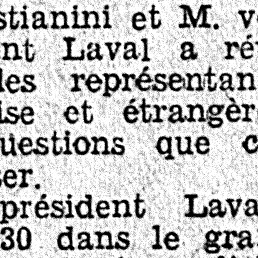 stianini et M. v
nt Laval a ré
les représentan
ise et étrangèr
uestions que c
ser.
président Lava
30 dans le gra